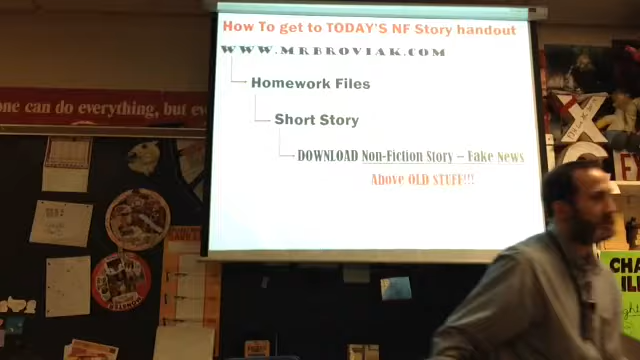 How To get to TODAY'S NF Story handout
WWW.MRBROVIAK.COM
Homework Files
Short Story
DOWNLOAD Non-Fiction Story – Fake News
Above OLD STUFF!!!
one can do everything, but ev